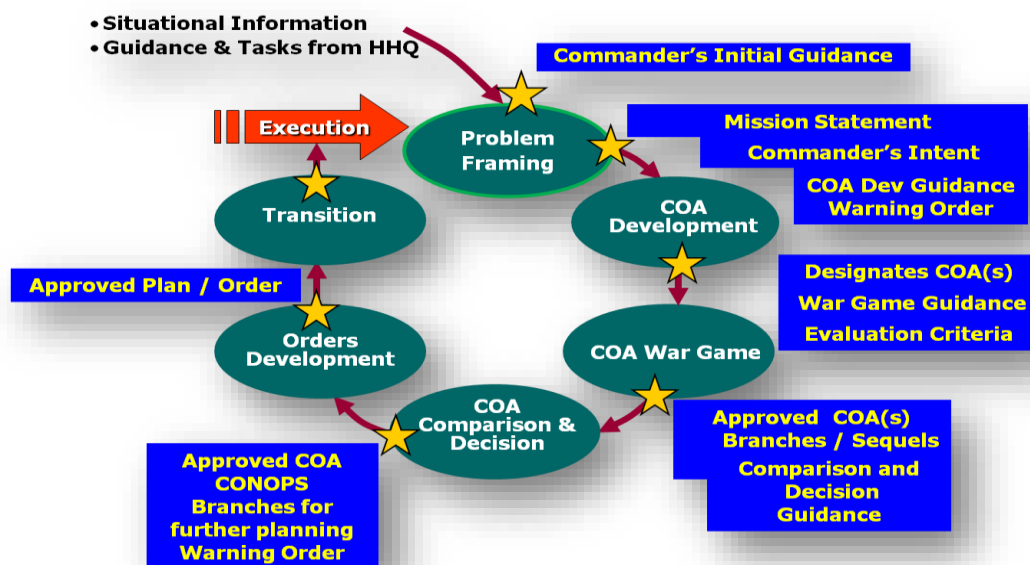 • Situational Information
• Guidance & Tasks from HHQ
Commander's Initial Guidance
Execution
Problem
Framing
Mission Statement
Commander's Intent
COA Dev Guidance
Warning Order
Transition
COA
Development
Approved Plan / Order
Designates COA(s)
War Game Guidance
Evaluation Criteria
Orders
Development
COA War Game
COA
Comparison &
Decision
Approved COA(s)
Branches / Sequels
Comparison and
Decision
Guidance
Approved COA
CONOPS
Branches for
further planning
Warning Order